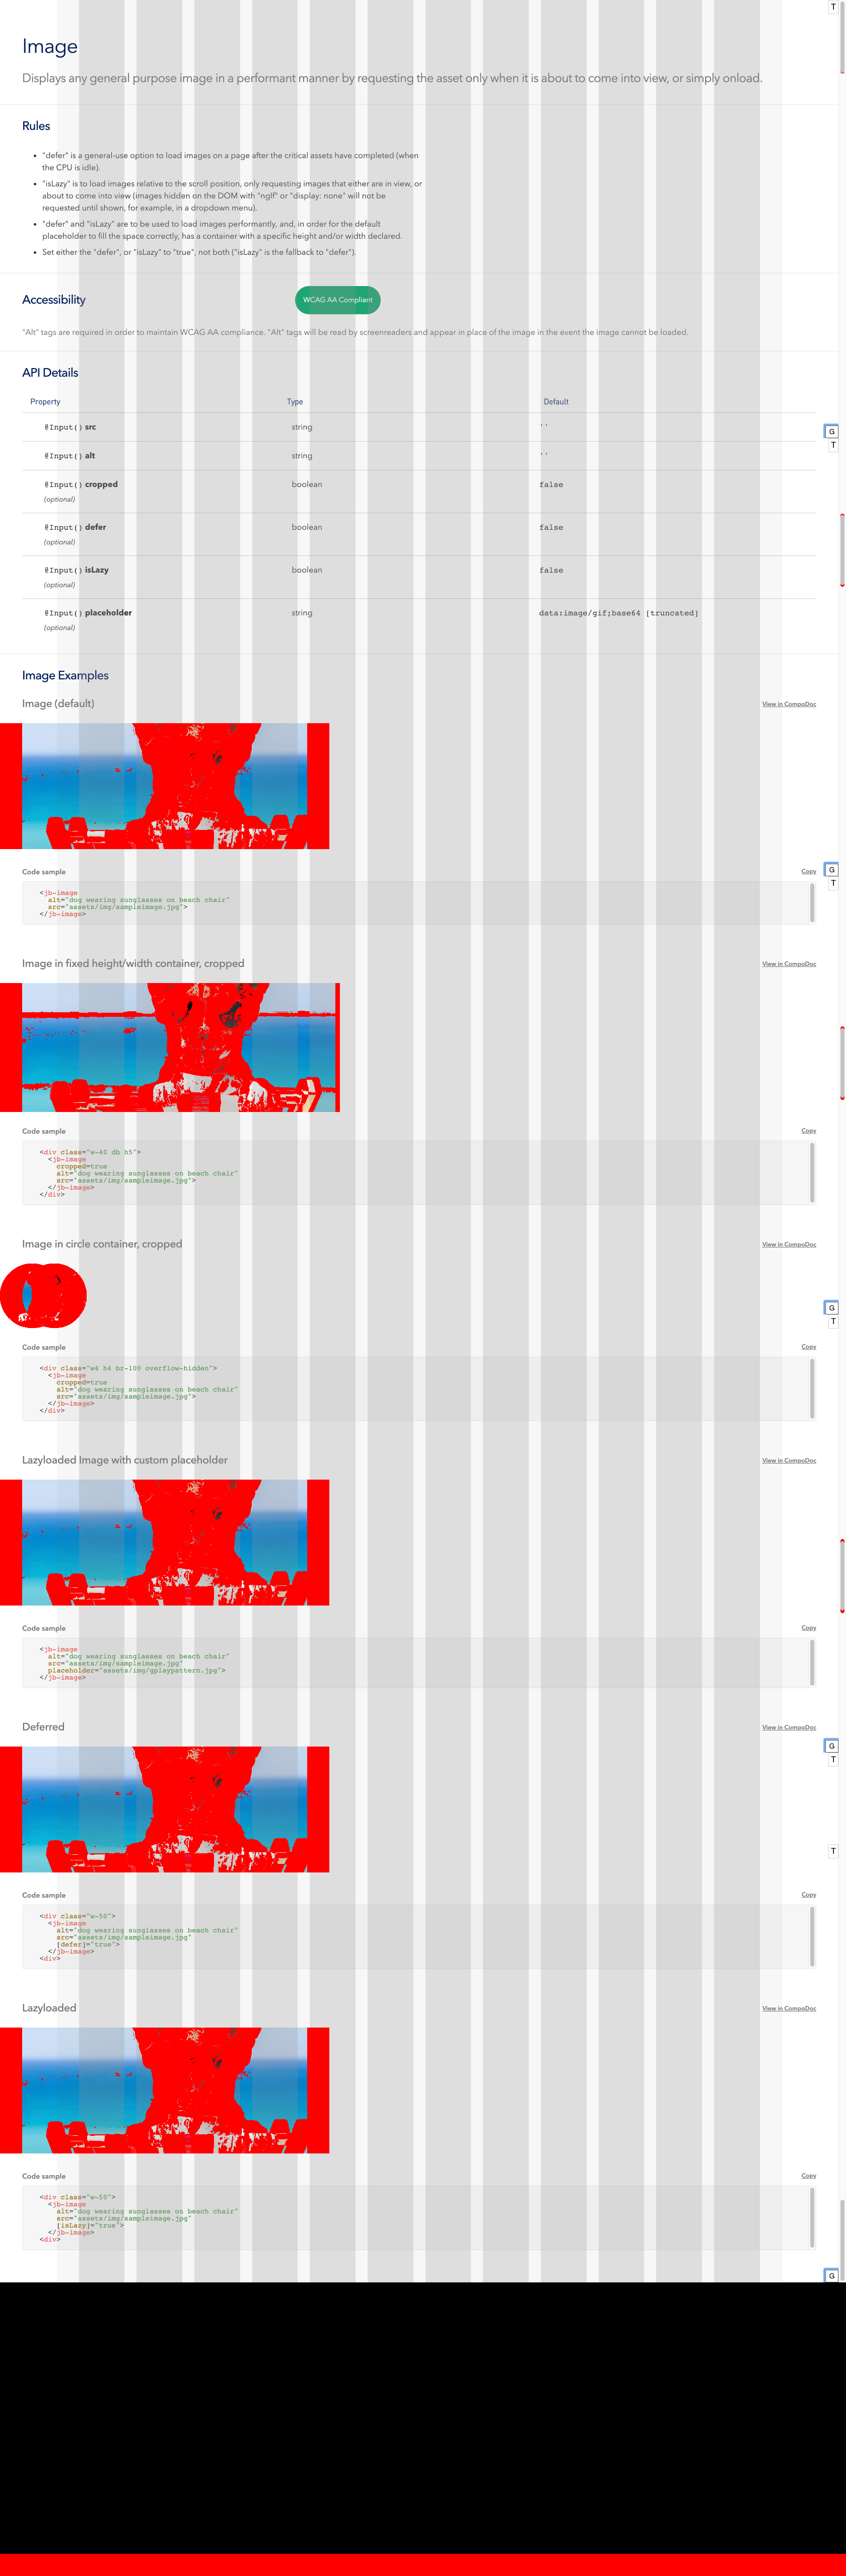 T
Image
Displays any general purpose image in a performant manner by requesting the asset only when it is about to come into view, or simply onload.
Rules
• "defer" is a general-use option to load images on a page after the critical assets have completed (when
the CPU is idle).
• "isLazy" is to load images relative to the scroll position, only requesting images that either are in view, or
about to come into view (images hidden on the DOM with "ngIf" or "display: none" will not be
requested until shown, for example, in a dropdown menu).
• "defer" and "isLazy" are to be used to load images performantly, and, in order for the default
placeholder to fill the space correctly, has a container with a specific height and/or width declared.
• Set either the "defer", or "isLazy" to "true", not both ("isLazy" is the fallback to "defer").
Accessibility WCAG AA Compliant
"Alt" tags are required in order to maintain WCAG AA compliance. "Alt" tags will be read by screenreaders and appear in place of the image in the event the image cannot be loaded.
API Details
Property Type Default
@Input() src string ''
G
T
@Input() alt string ''
@Input() cropped boolean false
(optional)
@Input() defer boolean false
(optional)
@Input() isLazy boolean false
(optional)
@Input() placeholder string data:image/gif;base64 [truncated]
(optional)
Image Examples
Image (default) View in CompoDoc
Code sample Copy
G
T
<jb-image
alt="dog wearing sunglasses on beach chair"
src="assets/img/sampleimage.jpg">
</jb-image>
Image in fixed height/width container, cropped View in CompoDoc
Code sample Copy
<div class="w-40 db h5">
<jb-image
cropped=true
alt="dog wearing sunglasses on beach chair"
src="assets/img/sampleimage.jpg">
</jb-image>
</div>
Image in circle container, cropped View in CompoDoc
G
T
Code sample Copy
<div class="w4 h4 br-100 overflow-hidden">
<jb-image
cropped=true
alt="dog wearing sunglasses on beach chair"
src="assets/img/sampleimage.jpg">
</jb-image>
</div>
Lazyloaded Image with custom placeholder View in CompoDoc
Code sample Copy
<jb-image
alt="dog wearing sunglasses on beach chair"
src="assets/img/sampleimage.jpg"
placeholder="assets/img/gplaypattern.jpg">
</jb-image>
Deferred View in CompoDoc
G
T
T
Code sample Copy
<div class="w-50">
<jb-image
alt="dog wearing sunglasses on beach chair"
src="assets/img/sampleimage.jpg"
[defer]="true">
</jb-image>
<div>
Lazyloaded View in CompoDoc
Code sample Copy
<div class="w-50">
<jb-image
alt="dog wearing sunglasses on beach chair"
src="assets/img/sampleimage.jpg"
[isLazy]="true">
</jb-image>
<div>
G